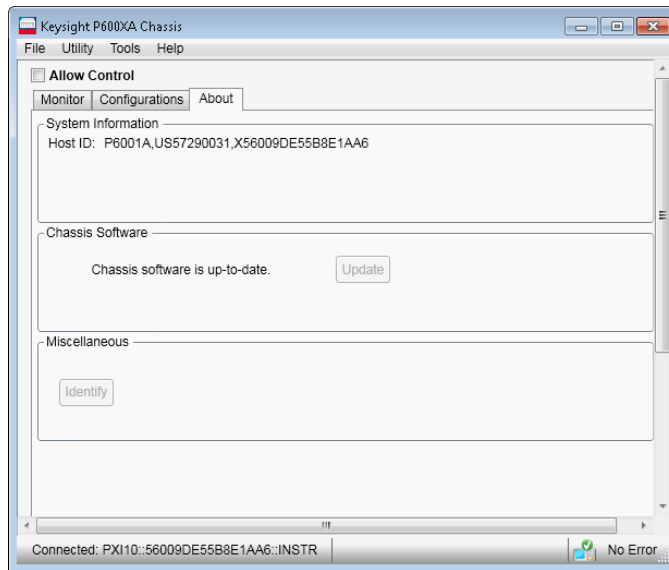 Keysight P600XA Chassis
File Utility Tools Help
Allow Control
Monitor Configurations About
System Information
Host ID: P6001A,US57290031,X56009DE55B8E1AA6
Chassis Software
Chassis software is up-to-date. Update
Miscellaneous
Identify
Connected: PXI10::56009DE55B8E1AA6::INSTR No Error